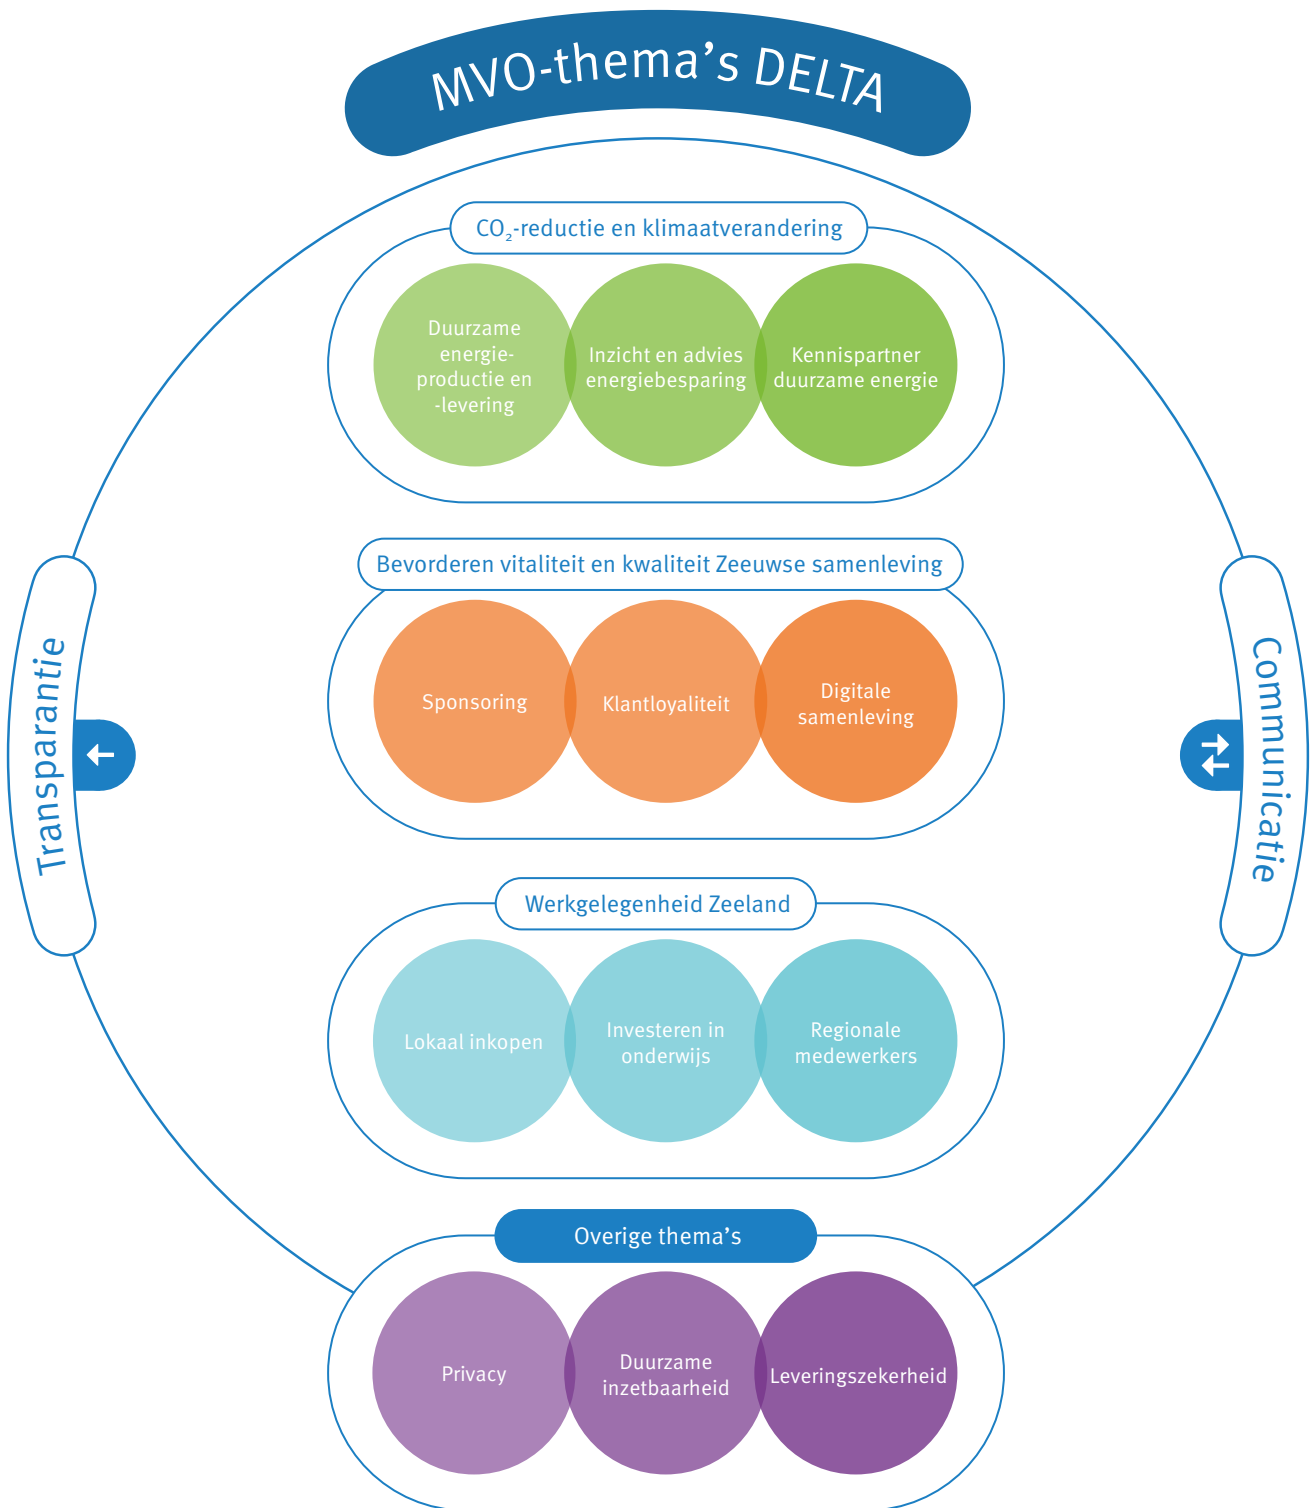 MVO-thema's DELTA
CO₂-reductie en klimaatverandering
Duurzame
energie-
productie en
-levering
Inzicht en advies
energiebesparing
Kennispartner
duurzame energie
Bevorderen vitaliteit en kwaliteit Zeeuwse samenleving
Sponsoring
Klantloyaliteit
Digitale
samenleving
Transparantie
Communicatie
Werkgelegenheid Zeeland
Lokaal inkopen
Investeren in
onderwijs
Regionale
medewerkers
Overige thema's
Privacy
Duurzame
inzetbaarheid
Leveringszekerheid